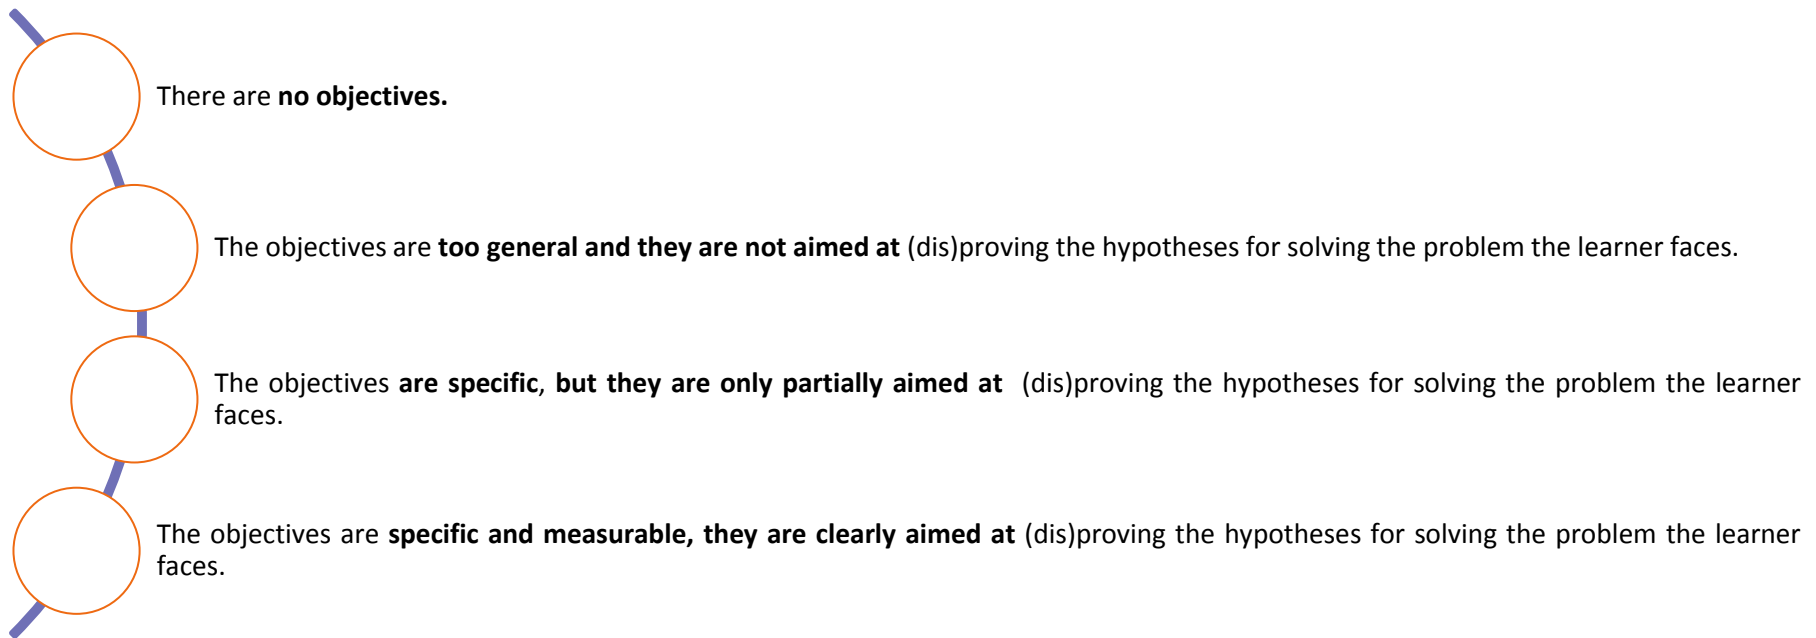 There are no objectives.
The objectives are too general and they are not aimed at (dis)proving the hypotheses for solving the problem the learner faces.
The objectives are specific, but they are only partially aimed at (dis)proving the hypotheses for solving the problem the learner
faces.
The objectives are specific and measurable, they are clearly aimed at (dis)proving the hypotheses for solving the problem the learner
faces.